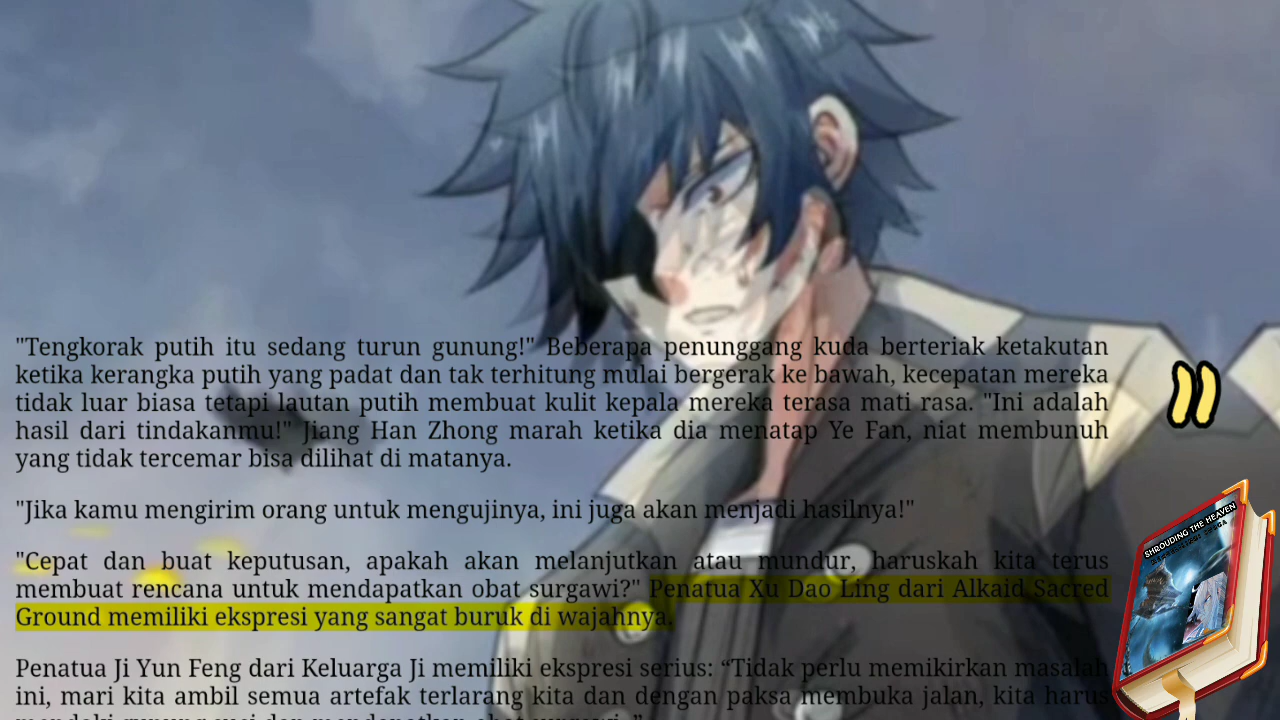 "Tengkorak putih itu sedang turun gunung!" Beberapa penunggang kuda berteriak ketakutan
ketika kerangka putih yang padat dan tak terhitung mulai bergerak ke bawah, kecepatan mereka
tidak luar biasa tetapi lautan putih membuat kulit kepala mereka terasa mati rasa. "Ini adalah
hasil dari tindakanmu!" Jiang Han Zhong marah ketika dia menatap Ye Fan, niat membunuh
yang tidak tercemar bisa dilihat di matanya.
"Jika kamu mengirim orang untuk mengujinya, ini juga akan menjadi hasilnya!"
"Cepat dan buat keputusan, apakah akan melanjutkan atau mundur, haruskah kita terus
membuat rencana untuk mendapatkan obat surgawi?" Penatua Xu Dao Ling dari Alkaid Sacred
Ground memiliki ekspresi yang sangat buruk di wajahnya.
Penatua Ji Yun Feng dari Keluarga Ji memiliki ekspresi serius: “Tidak perlu memikirkan masalah
ini, mari kita ambil semua artefak terlarang kita dan dengan paksa membuka jalan, kita harus
SHROUDING THE HEAVEN